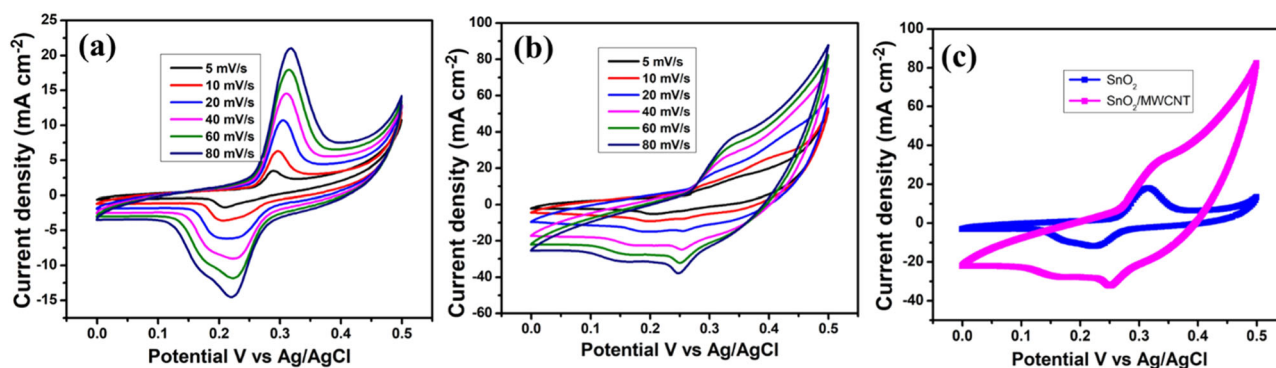 (a)
5 mV/s
10 mV/s
20 mV/s
40 mV/s
60 mV/s
80 mV/s
25
20
15
10
5
0
-5
-10
-15
0.0 0.1 0.2 0.3 0.4 0.5
Current density (mA cm⁻²)
Potential V vs Ag/AgCl
(b)
5 mV/s
10 mV/s
20 mV/s
40 mV/s
60 mV/s
80 mV/s
100
80
60
40
20
0
-20
-40
-60
0.0 0.1 0.2 0.3 0.4 0.5
Current density (mA cm⁻²)
Potential V vs Ag/AgCl
(c)
SnO₂
SnO₂/MWCNT
100
80
60
40
20
0
-20
-40
0.0 0.1 0.2 0.3 0.4 0.5
Current density (mA cm⁻²)
Potential V vs Ag/AgCl